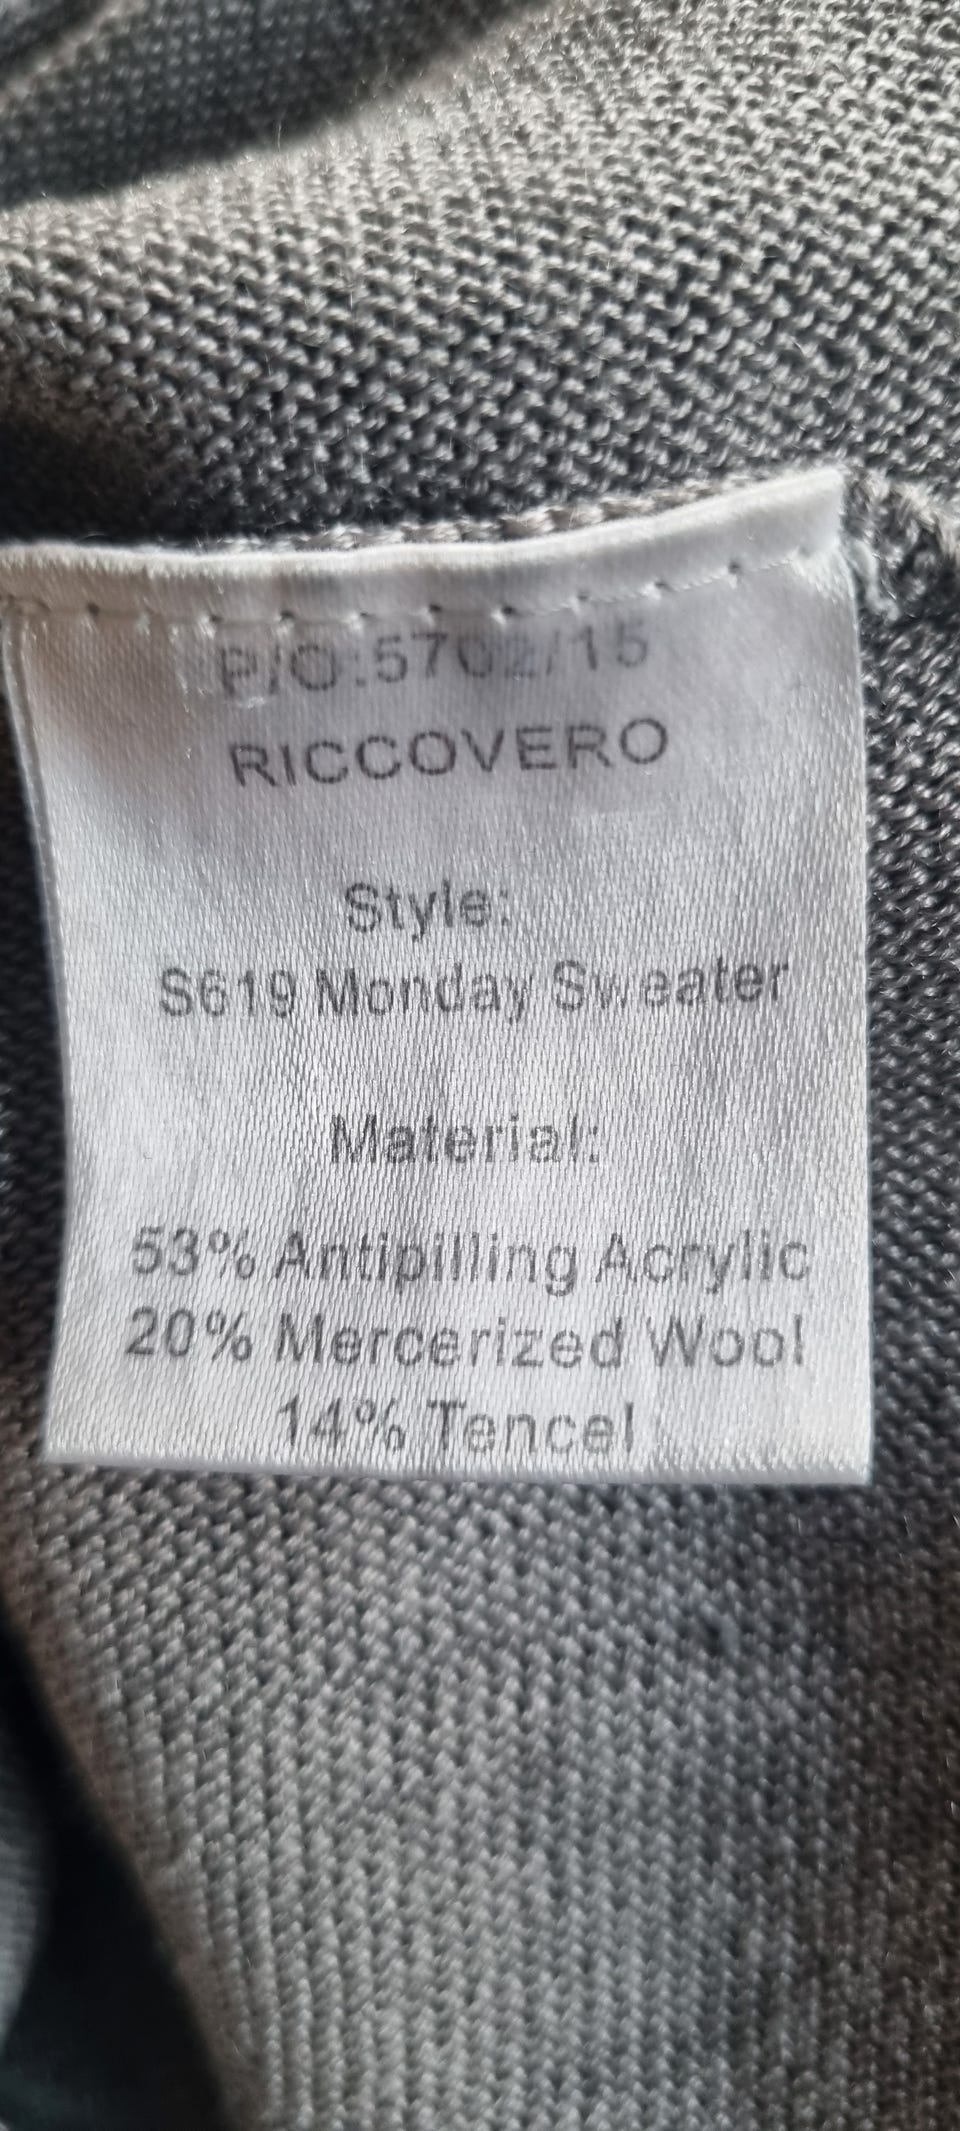 P/O:5702/15
RICCOVERO
Style:
S619 Monday Sweater
Material:
53% Antipilling Acrylic
20% Mercerized Wool
14% Tencel